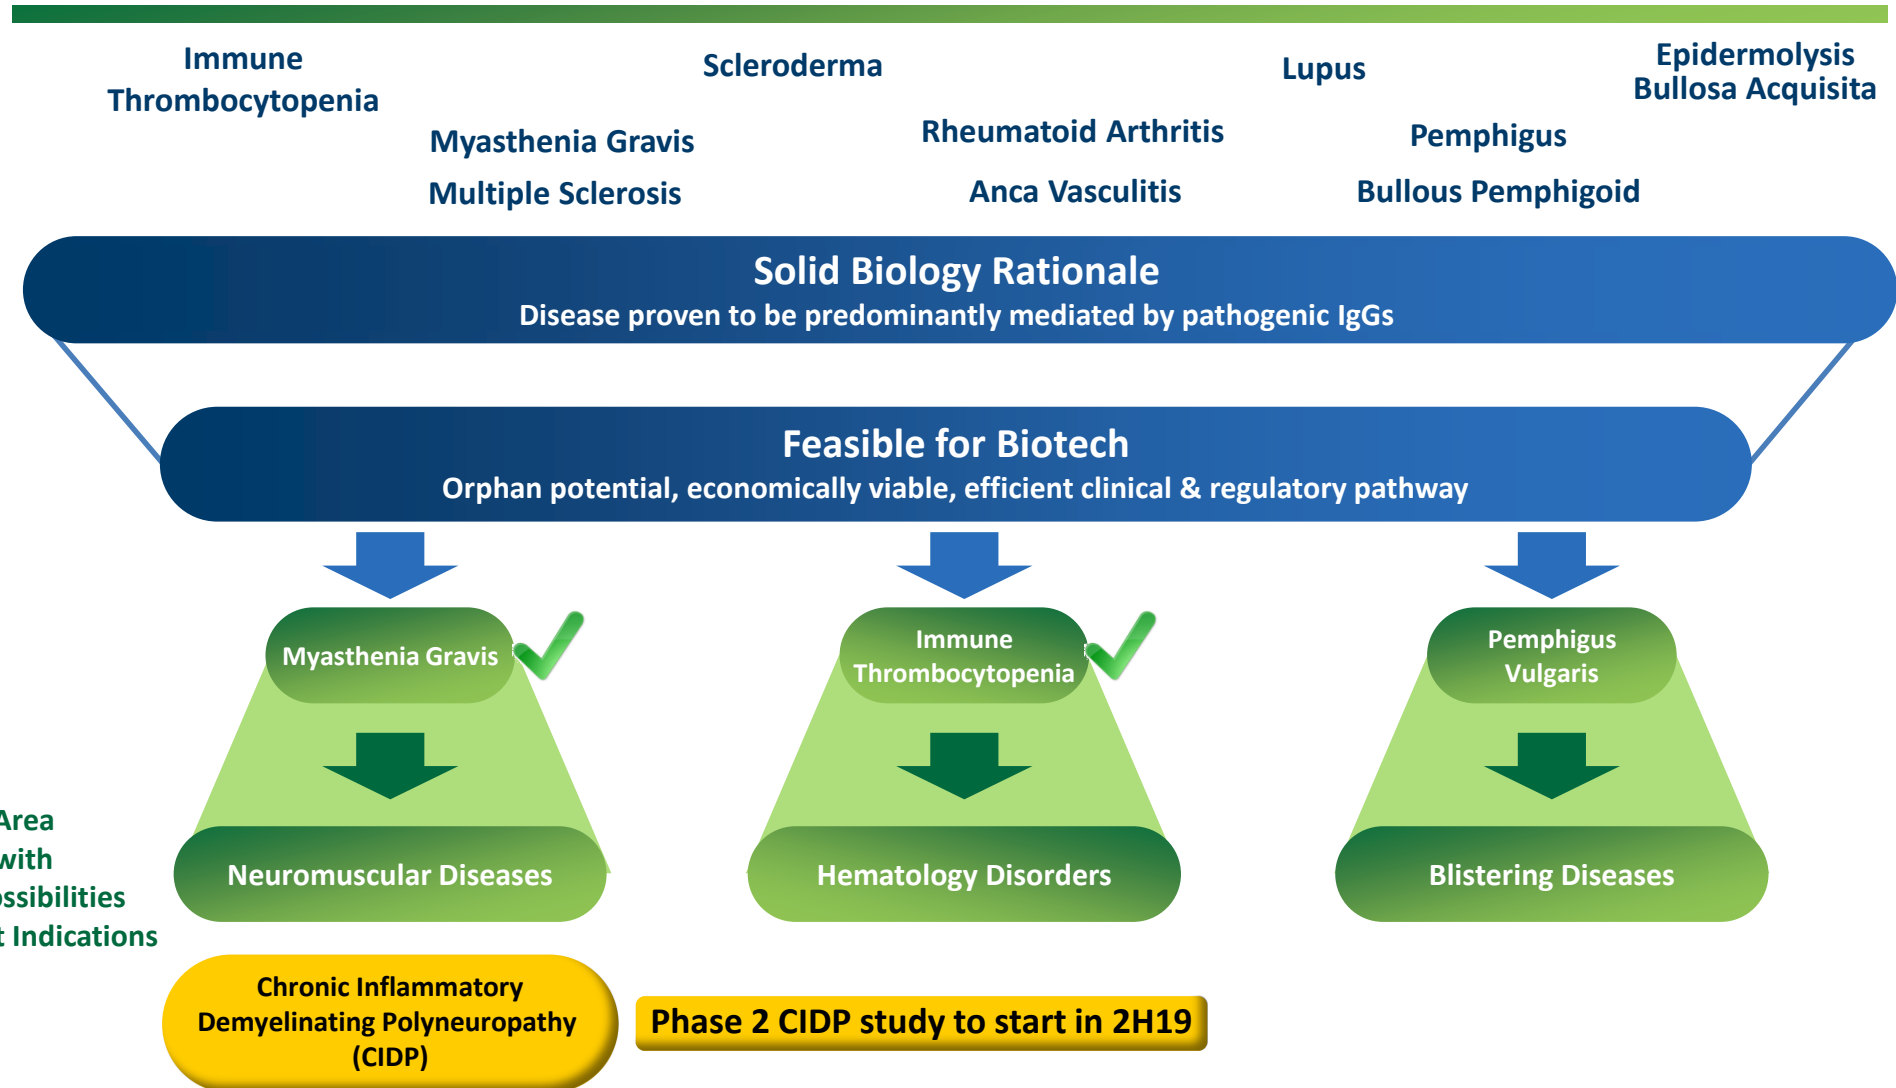 Immune
Thrombocytopenia
Scleroderma
Lupus
Epidermolysis
Bullosa Acquisita
Myasthenia Gravis
Rheumatoid Arthritis
Pemphigus
Multiple Sclerosis
Anca Vasculitis
Bullous Pemphigoid
Solid Biology Rationale
Disease proven to be predominantly mediated by pathogenic IgGs
Feasible for Biotech
Orphan potential, economically viable, efficient clinical & regulatory pathway
Myasthenia Gravis
Immune
Thrombocytopenia
Pemphigus
Vulgaris
Area
with
ossibilities
t Indications
Neuromuscular Diseases
Hematology Disorders
Blistering Diseases
Chronic Inflammatory
Demyelinating Polyneuropathy
(CIDP)
Phase 2 CIDP study to start in 2H19